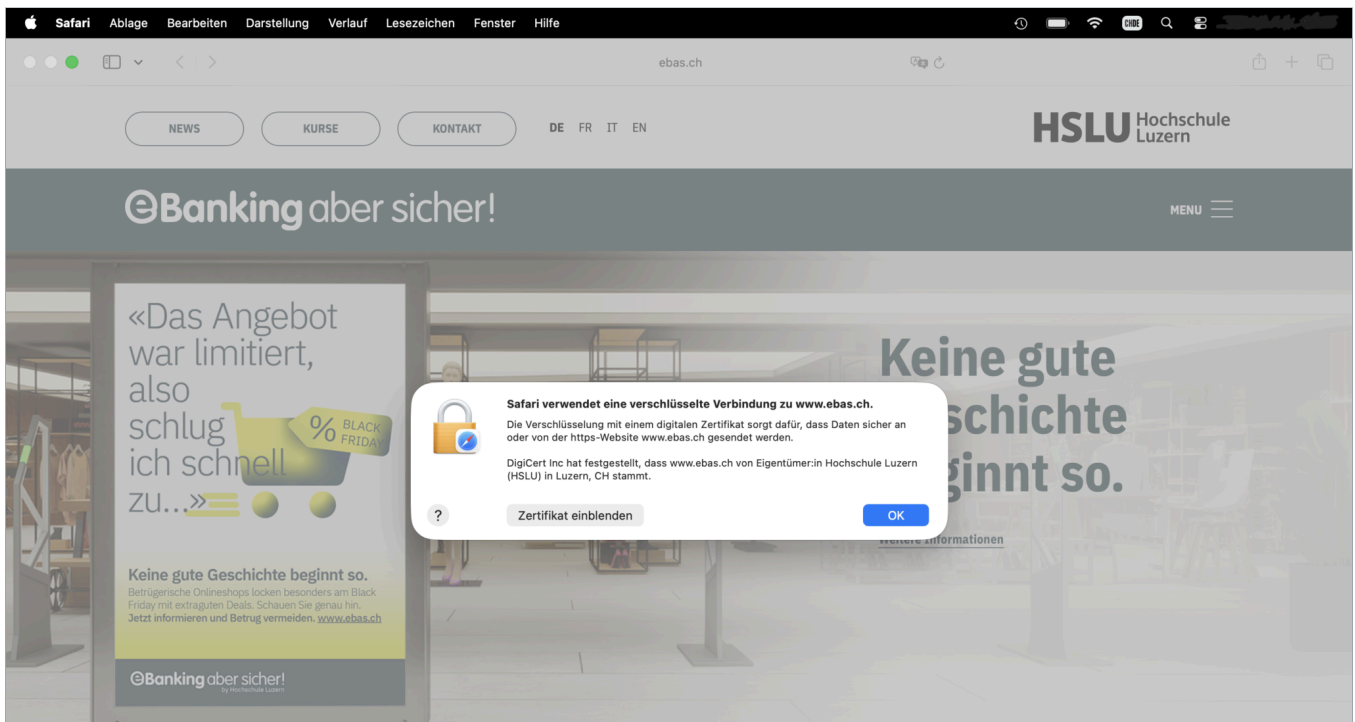 Safari Ablage Bearbeiten Darstellung Verlauf Lesezeichen Fenster Hilfe CHDE
ebas.ch
NEWS KURSE KONTAKT DE FR IT EN
HSLU Hochschule
Luzern
eBanking aber sicher!
MENU
«Das Angebot
war limitiert,
also
schlug
ich schnell
zu...»
% BLACK
FRIDAY
Keine gute Geschichte beginnt so.
Betrügerische Onlineshops locken besonders am Black
Friday mit extraguten Deals. Schauen Sie genau hin.
Jetzt informieren und Betrug vermeiden. www.ebas.ch
eBanking aber sicher!
by Hochschule Luzern
Safari verwendet eine verschlüsselte Verbindung zu www.ebas.ch.
Die Verschlüsselung mit einem digitalen Zertifikat sorgt dafür, dass Daten sicher an
oder von der https-Website www.ebas.ch gesendet werden.
DigiCert Inc hat festgestellt, dass www.ebas.ch von Eigentümer:in Hochschule Luzern
(HSLU) in Luzern, CH stammt.
? Zertifikat einblenden OK
Keine gute
schichte
ginnt so.
Weitere Informationen